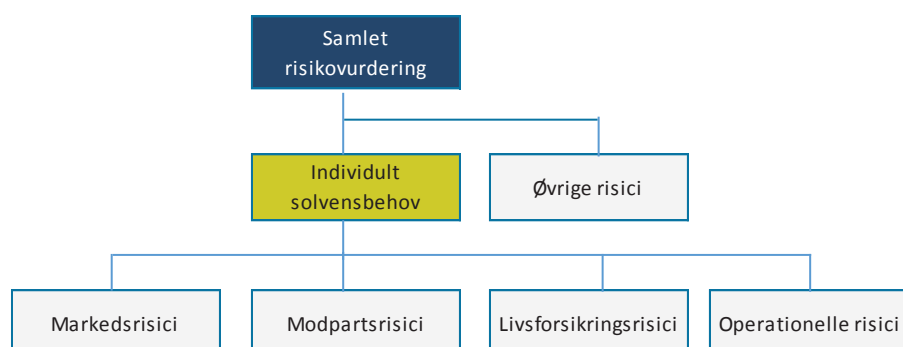 Samlet
risikovurdering
Individult
solvensbehov
Øvrige risici
Markedsrisici
Modpartsrisici
Livsforsikringsrisici
Operationelle risici